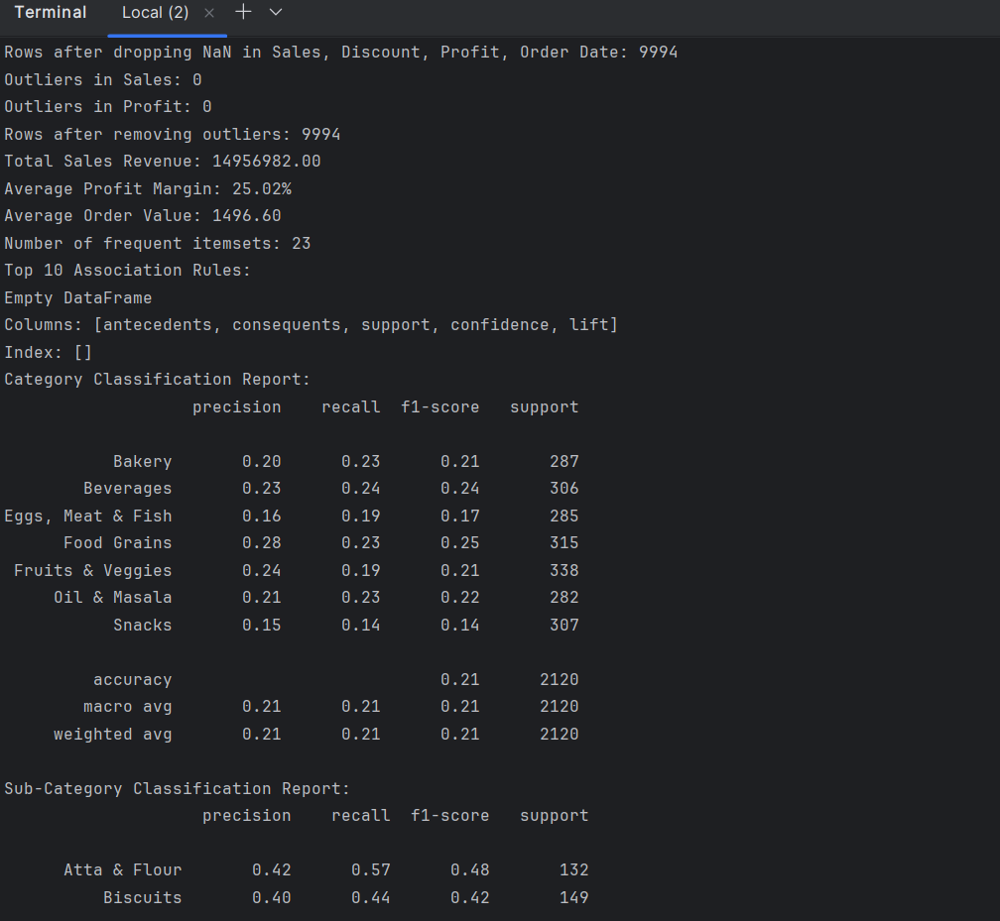 Terminal Local (2) × + ⌄
Rows after dropping NaN in Sales, Discount, Profit, Order Date: 9994
Outliers in Sales: 0
Outliers in Profit: 0
Rows after removing outliers: 9994
Total Sales Revenue: 14956982.00
Average Profit Margin: 25.02%
Average Order Value: 1496.60
Number of frequent itemsets: 23
Top 10 Association Rules:
Empty DataFrame
Columns: [antecedents, consequents, support, confidence, lift]
Index: []
Category Classification Report:
precision recall f1-score support
Bakery 0.20 0.23 0.21 287
Beverages 0.23 0.24 0.24 306
Eggs, Meat & Fish 0.16 0.19 0.17 285
Food Grains 0.28 0.23 0.25 315
Fruits & Veggies 0.24 0.19 0.21 338
Oil & Masala 0.21 0.23 0.22 282
Snacks 0.15 0.14 0.14 307
accuracy 0.21 2120
macro avg 0.21 0.21 0.21 2120
weighted avg 0.21 0.21 0.21 2120
Sub-Category Classification Report:
precision recall f1-score support
Atta & Flour 0.42 0.57 0.48 132
Biscuits 0.40 0.44 0.42 149